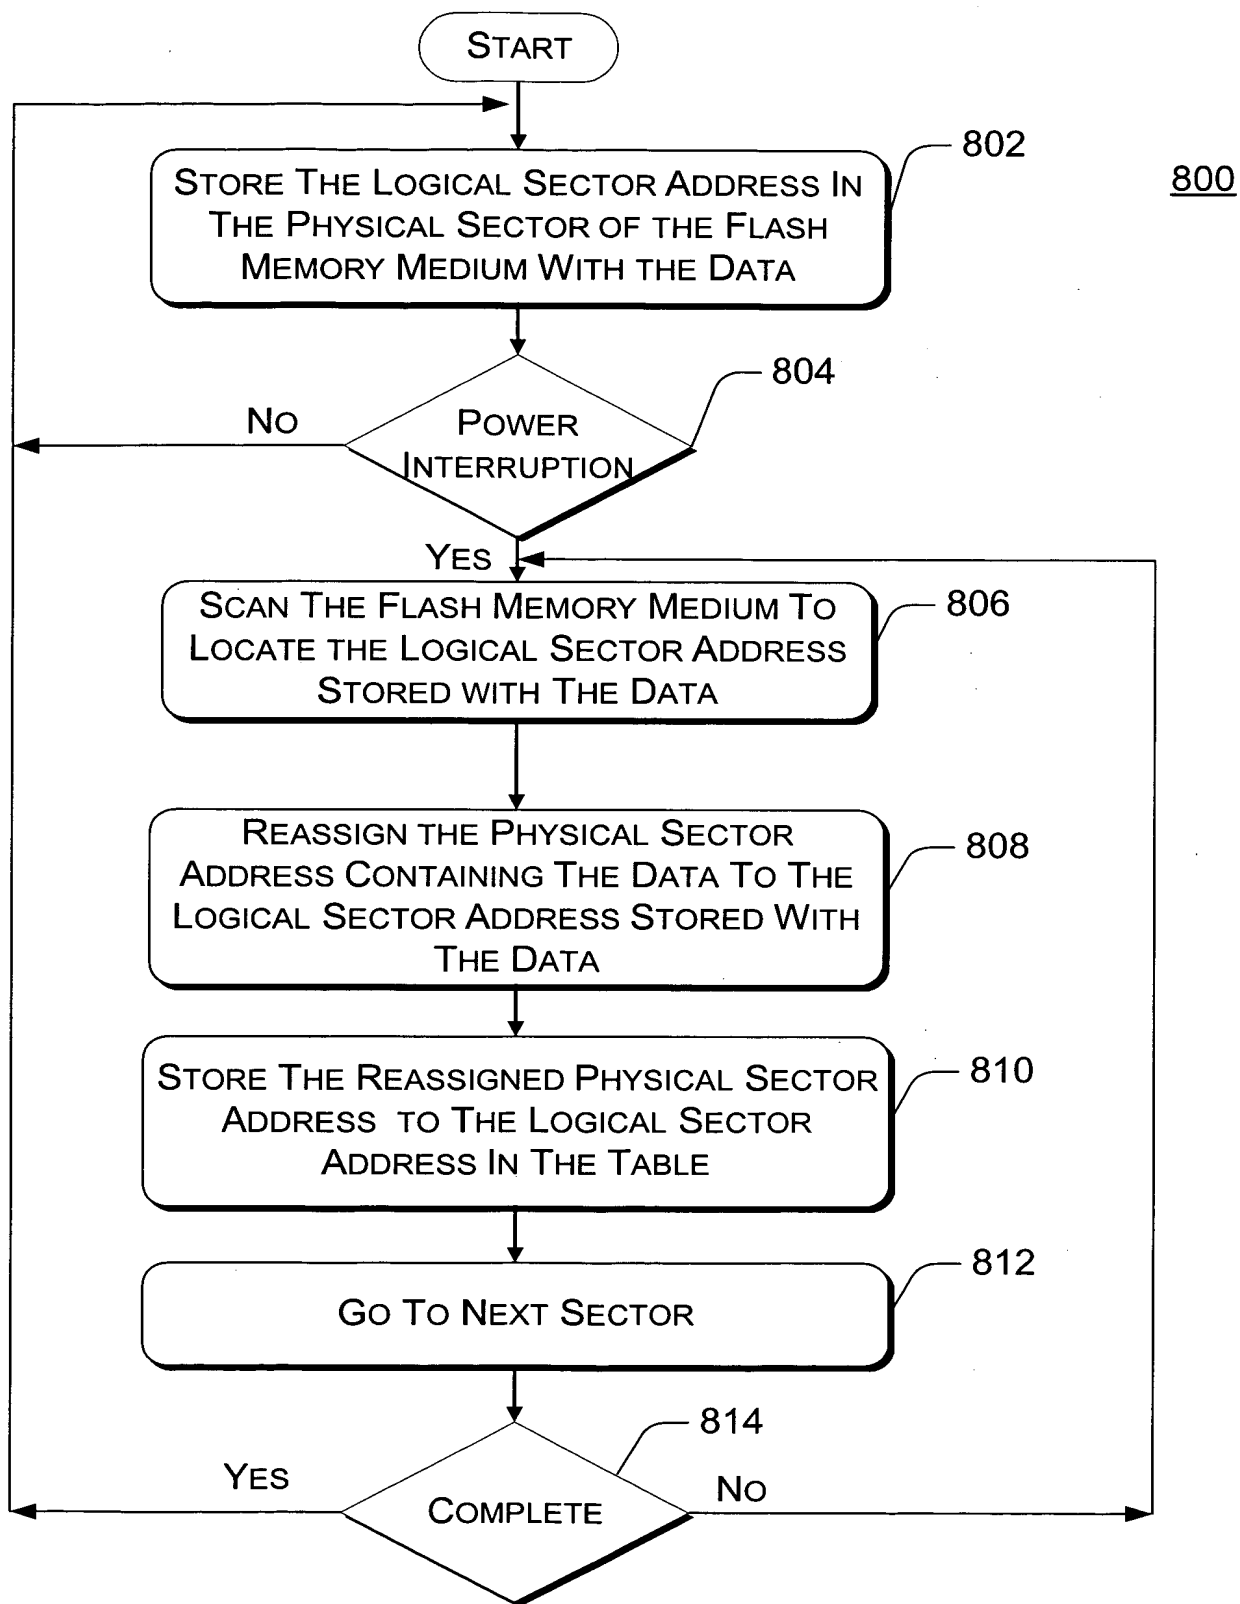 START
802
800
STORE THE LOGICAL SECTOR ADDRESS IN
THE PHYSICAL SECTOR OF THE FLASH
MEMORY MEDIUM WITH THE DATA
804
NO
POWER
INTERRUPTION
YES
806
SCAN THE FLASH MEMORY MEDIUM TO
LOCATE THE LOGICAL SECTOR ADDRESS
STORED WITH THE DATA
808
REASSIGN THE PHYSICAL SECTOR
ADDRESS CONTAINING THE DATA TO THE
LOGICAL SECTOR ADDRESS STORED WITH
THE DATA
810
STORE THE REASSIGNED PHYSICAL SECTOR
ADDRESS TO THE LOGICAL SECTOR
ADDRESS IN THE TABLE
812
GO TO NEXT SECTOR
814
YES
NO
COMPLETE